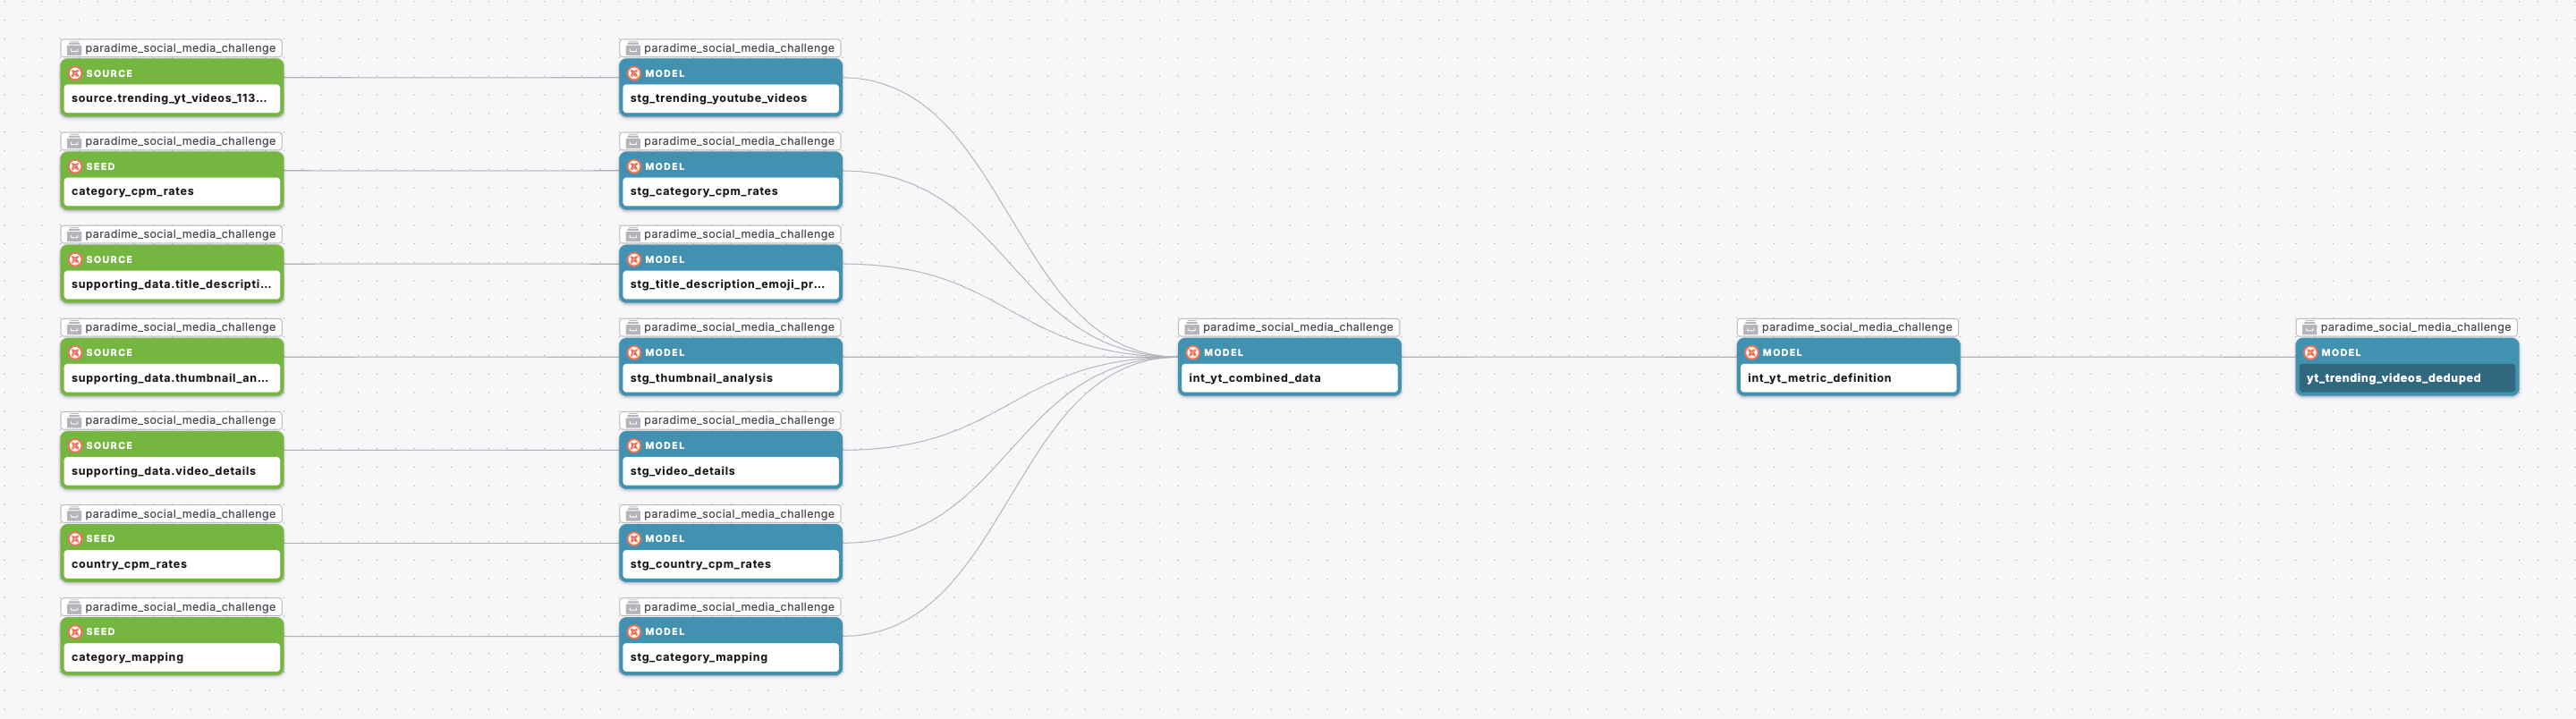 paradime_social_media_challenge
SOURCE
source.trending_yt_videos_113...
paradime_social_media_challenge
SEED
category_cpm_rates
paradime_social_media_challenge
SOURCE
supporting_data.title_descripti...
paradime_social_media_challenge
SOURCE
supporting_data.thumbnail_an...
paradime_social_media_challenge
SOURCE
supporting_data.video_details
paradime_social_media_challenge
SEED
country_cpm_rates
paradime_social_media_challenge
SEED
category_mapping
paradime_social_media_challenge
MODEL
stg_trending_youtube_videos
paradime_social_media_challenge
MODEL
stg_category_cpm_rates
paradime_social_media_challenge
MODEL
stg_title_description_emoji_pr...
paradime_social_media_challenge
MODEL
stg_thumbnail_analysis
paradime_social_media_challenge
MODEL
stg_video_details
paradime_social_media_challenge
MODEL
stg_country_cpm_rates
paradime_social_media_challenge
MODEL
stg_category_mapping
paradime_social_media_challenge
MODEL
int_yt_combined_data
paradime_social_media_challenge
MODEL
int_yt_metric_definition
paradime_social_media_challenge
MODEL
yt_trending_videos_deduped